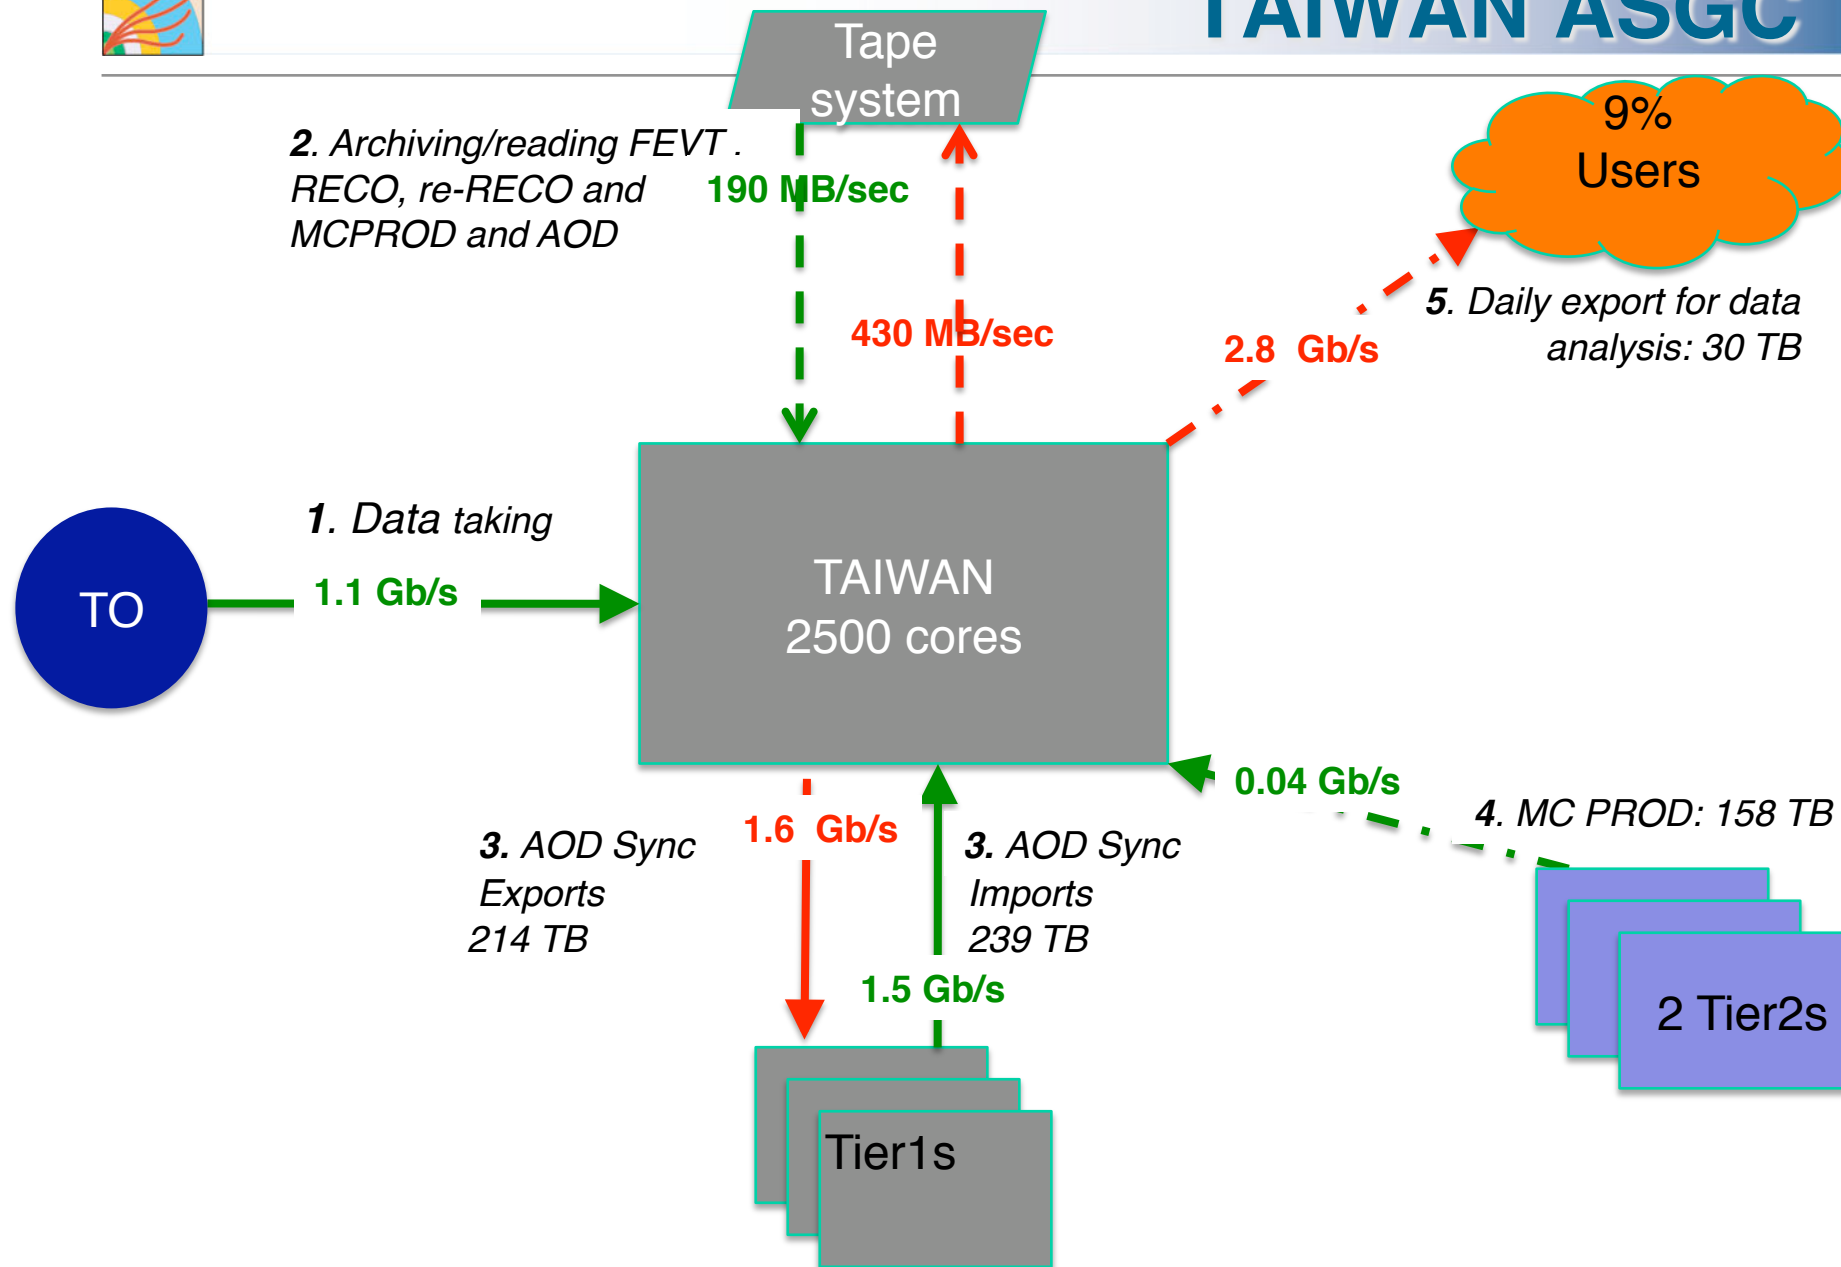 TAIWAN ASGC
Tape
system
9%
Users
2. Archiving/reading FEVT .
RECO, re-RECO and
MCPROD and AOD
190 MB/sec
430 MB/sec
2.8 Gb/s
5. Daily export for data
analysis: 30 TB
1. Data taking
1.1 Gb/s
TO
TAIWAN
2500 cores
0.04 Gb/s
4. MC PROD: 158 TB
1.6 Gb/s
3. AOD Sync
Exports
214 TB
3. AOD Sync
Imports
239 TB
1.5 Gb/s
2 Tier2s
Tier1s